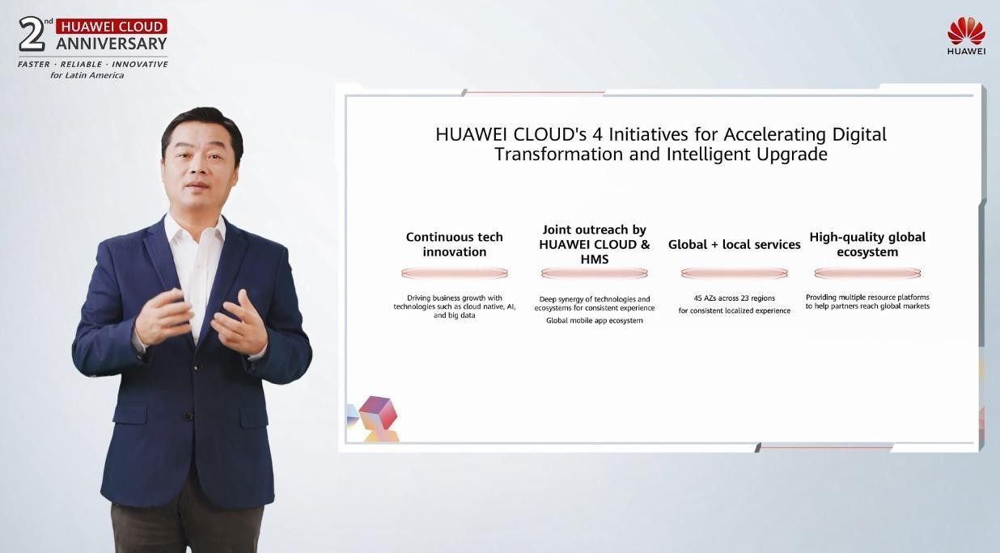 2nd HUAWEI CLOUD
ANNIVERSARY
FASTER · RELIABLE · INNOVATIVE
for Latin America
HUAWEI
HUAWEI CLOUD's 4 Initiatives for Accelerating Digital
Transformation and Intelligent Upgrade
Continuous tech
innovation
Driving business growth with
technologies such as cloud native, AI,
and big data
Joint outreach by
HUAWEI CLOUD &
HMS
Deep synergy of technologies and
ecosystems for consistent experience
Global mobile app ecosystem
Global + local services
45 AZs across 23 regions
for consistent localized experience
High-quality global
ecosystem
Providing multiple resource platforms
to help partners reach global markets